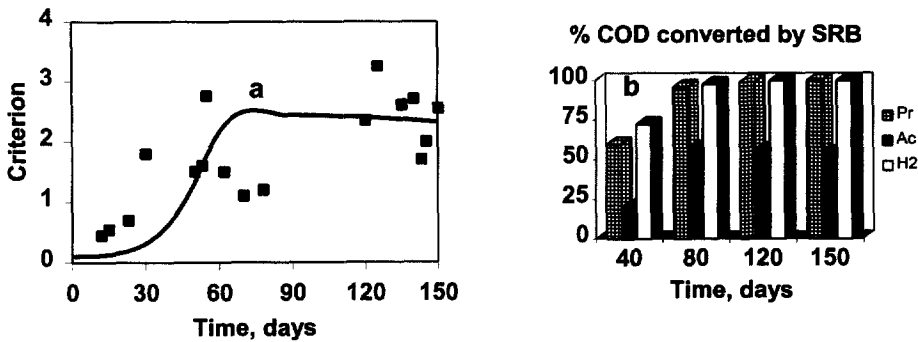 4
3
2
1
0
Criterion
a
0 30 60 90 120 150
Time, days
% COD converted by SRB
100
75
50
25
0
b
40 80 120 150
Time, days
Pr
Ac
H2